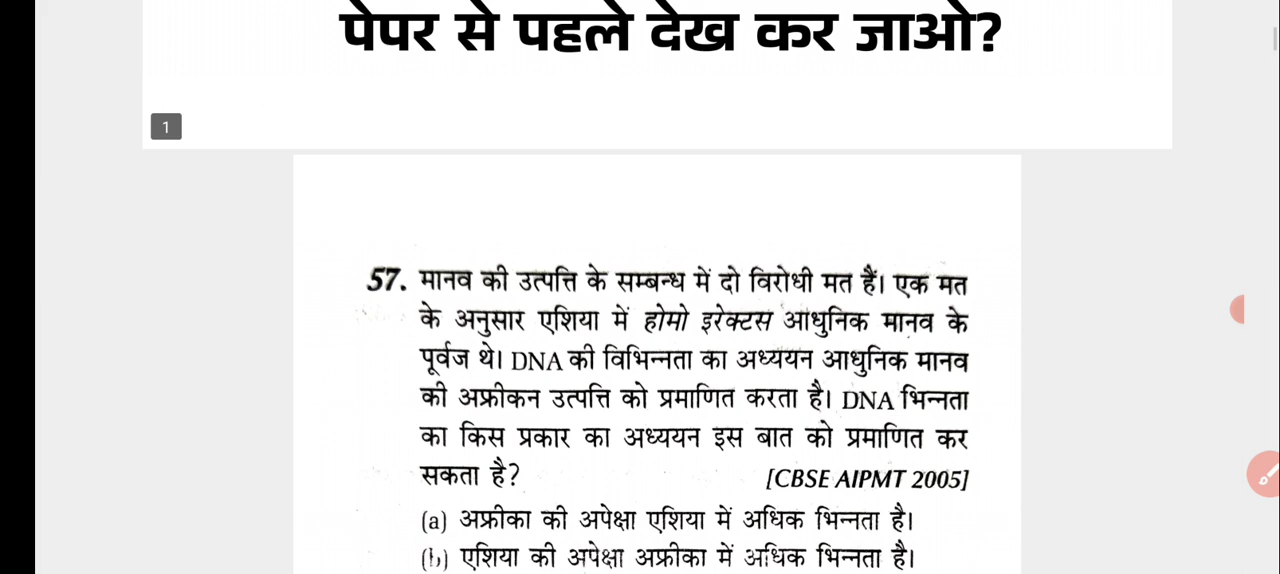 पेपर से पहले देख कर जाओ?
1
57. मानव की उत्पत्ति के सम्बन्ध में दो विरोधी मत हैं। एक मत
के अनुसार एशिया में होमो इरेक्टस आधुनिक मानव के
पूर्वज थे। DNA की विभिन्नता का अध्ययन आधुनिक मानव
की अफ्रीकन उत्पत्ति को प्रमाणित करता है। DNA भिन्नता
का किस प्रकार का अध्ययन इस बात को प्रमाणित कर
सकता है? [CBSE AIPMT 2005]
(a) अफ्रीका की अपेक्षा एशिया में अधिक भिन्नता है।
(b) एशिया की अपेक्षा अफ्रीका में अधिक भिन्नता है।